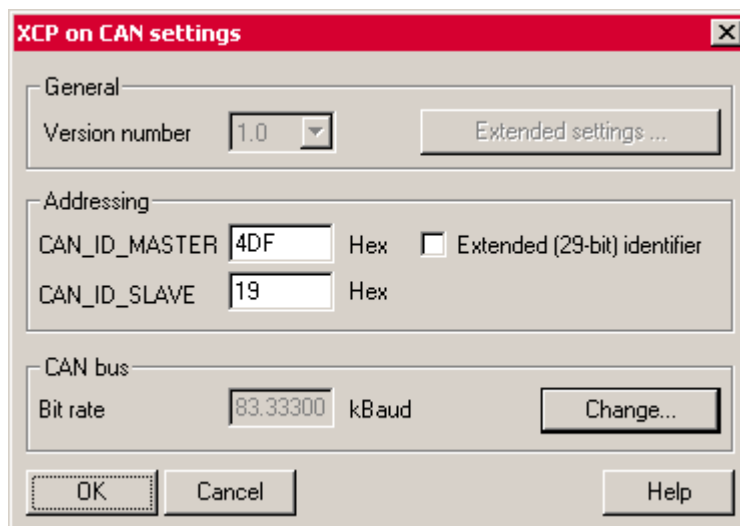 XCP on CAN settings
General
Version number 1.0 Extended settings ...
Addressing
CAN_ID_MASTER 4DF Hex Extended (29-bit) identifier
CAN_ID_SLAVE 19 Hex
CAN bus
Bit rate 83.33300 kBaud Change...
OK Cancel Help